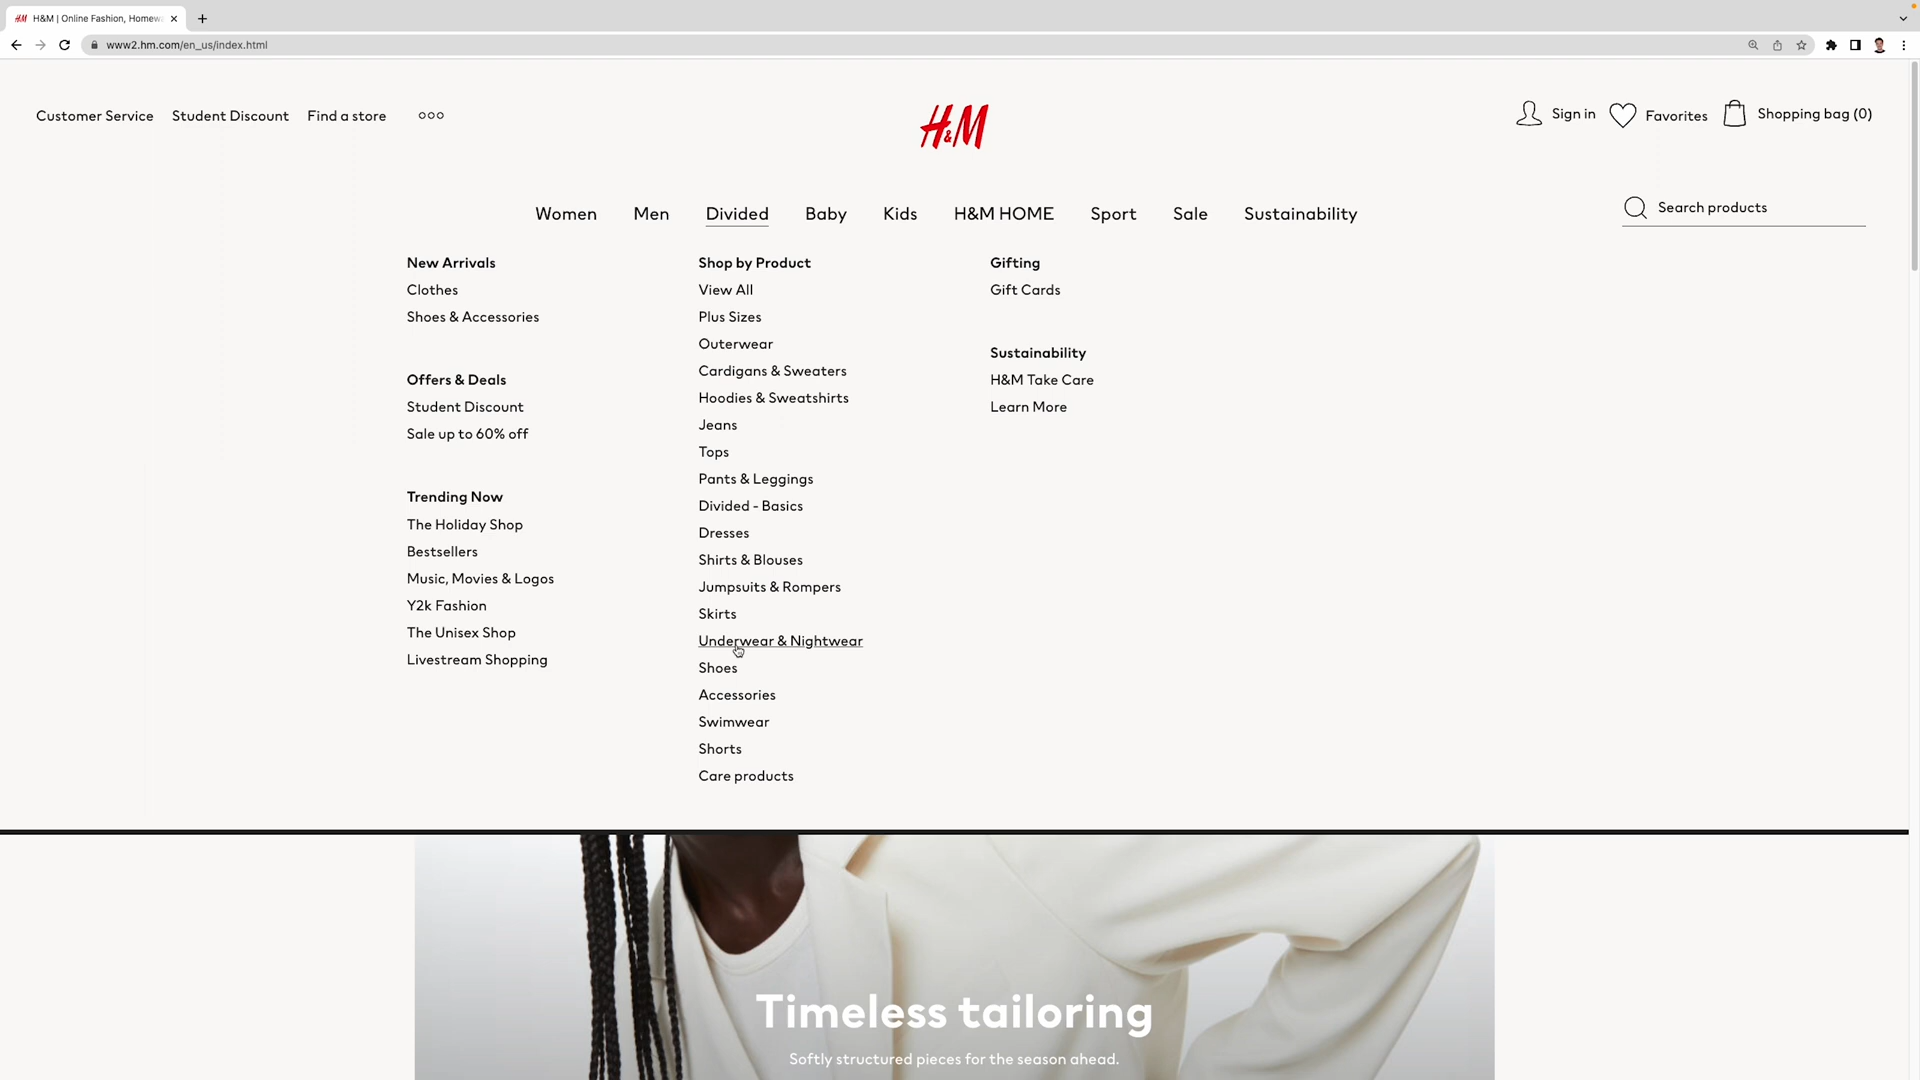 H&M | Online Fashion, Homew
www2.hm.com/en_us/index.html
Customer Service Student Discount Find a store
H&M
Sign in Favorites Shopping bag (0)
Women Men Divided Baby Kids H&M HOME Sport Sale Sustainability
Search products
New Arrivals
Clothes
Shoes & Accessories
Offers & Deals
Student Discount
Sale up to 60% off
Trending Now
The Holiday Shop
Bestsellers
Music, Movies & Logos
Y2k Fashion
The Unisex Shop
Livestream Shopping
Shop by Product
View All
Plus Sizes
Outerwear
Cardigans & Sweaters
Hoodies & Sweatshirts
Jeans
Tops
Pants & Leggings
Divided - Basics
Dresses
Shirts & Blouses
Jumpsuits & Rompers
Skirts
Underwear & Nightwear
Shoes
Accessories
Swimwear
Shorts
Care products
Gifting
Gift Cards
Sustainability
H&M Take Care
Learn More
Timeless tailoring
Softly structured pieces for the season ahead.